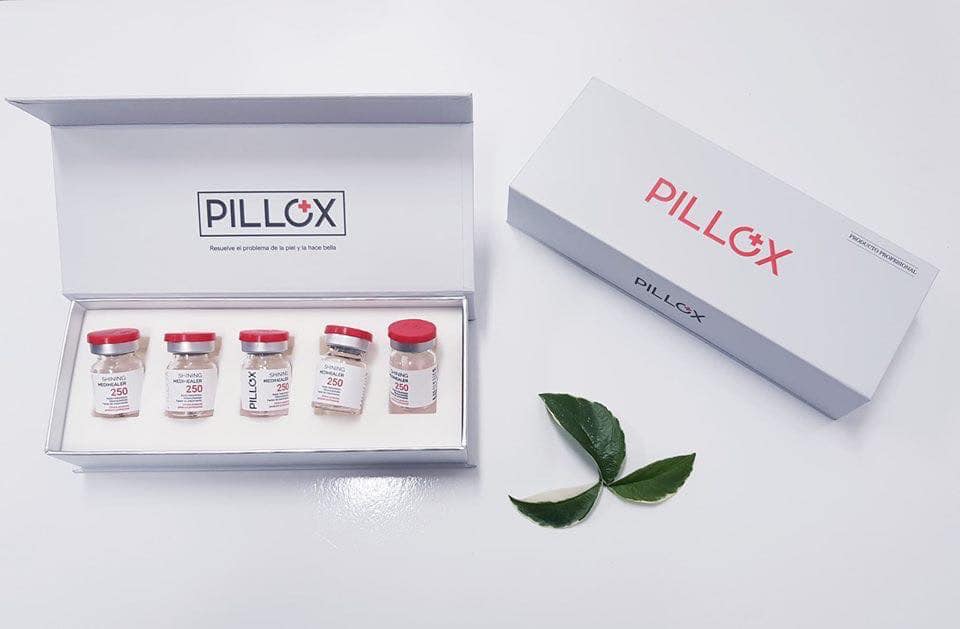 PILLOX
Resuelve el problema de la piel y la hace bella
PILLOX
PRODUCTO PROFESIONAL
PILLOX
SHINING
MEDIHEALER
250
SHINING
MEDIHEALER
250
PILLOX
SHINING
MEDIHEALER
250
SHINING
MEDIHEALER
250
SHINING
MEDIHEALER
250